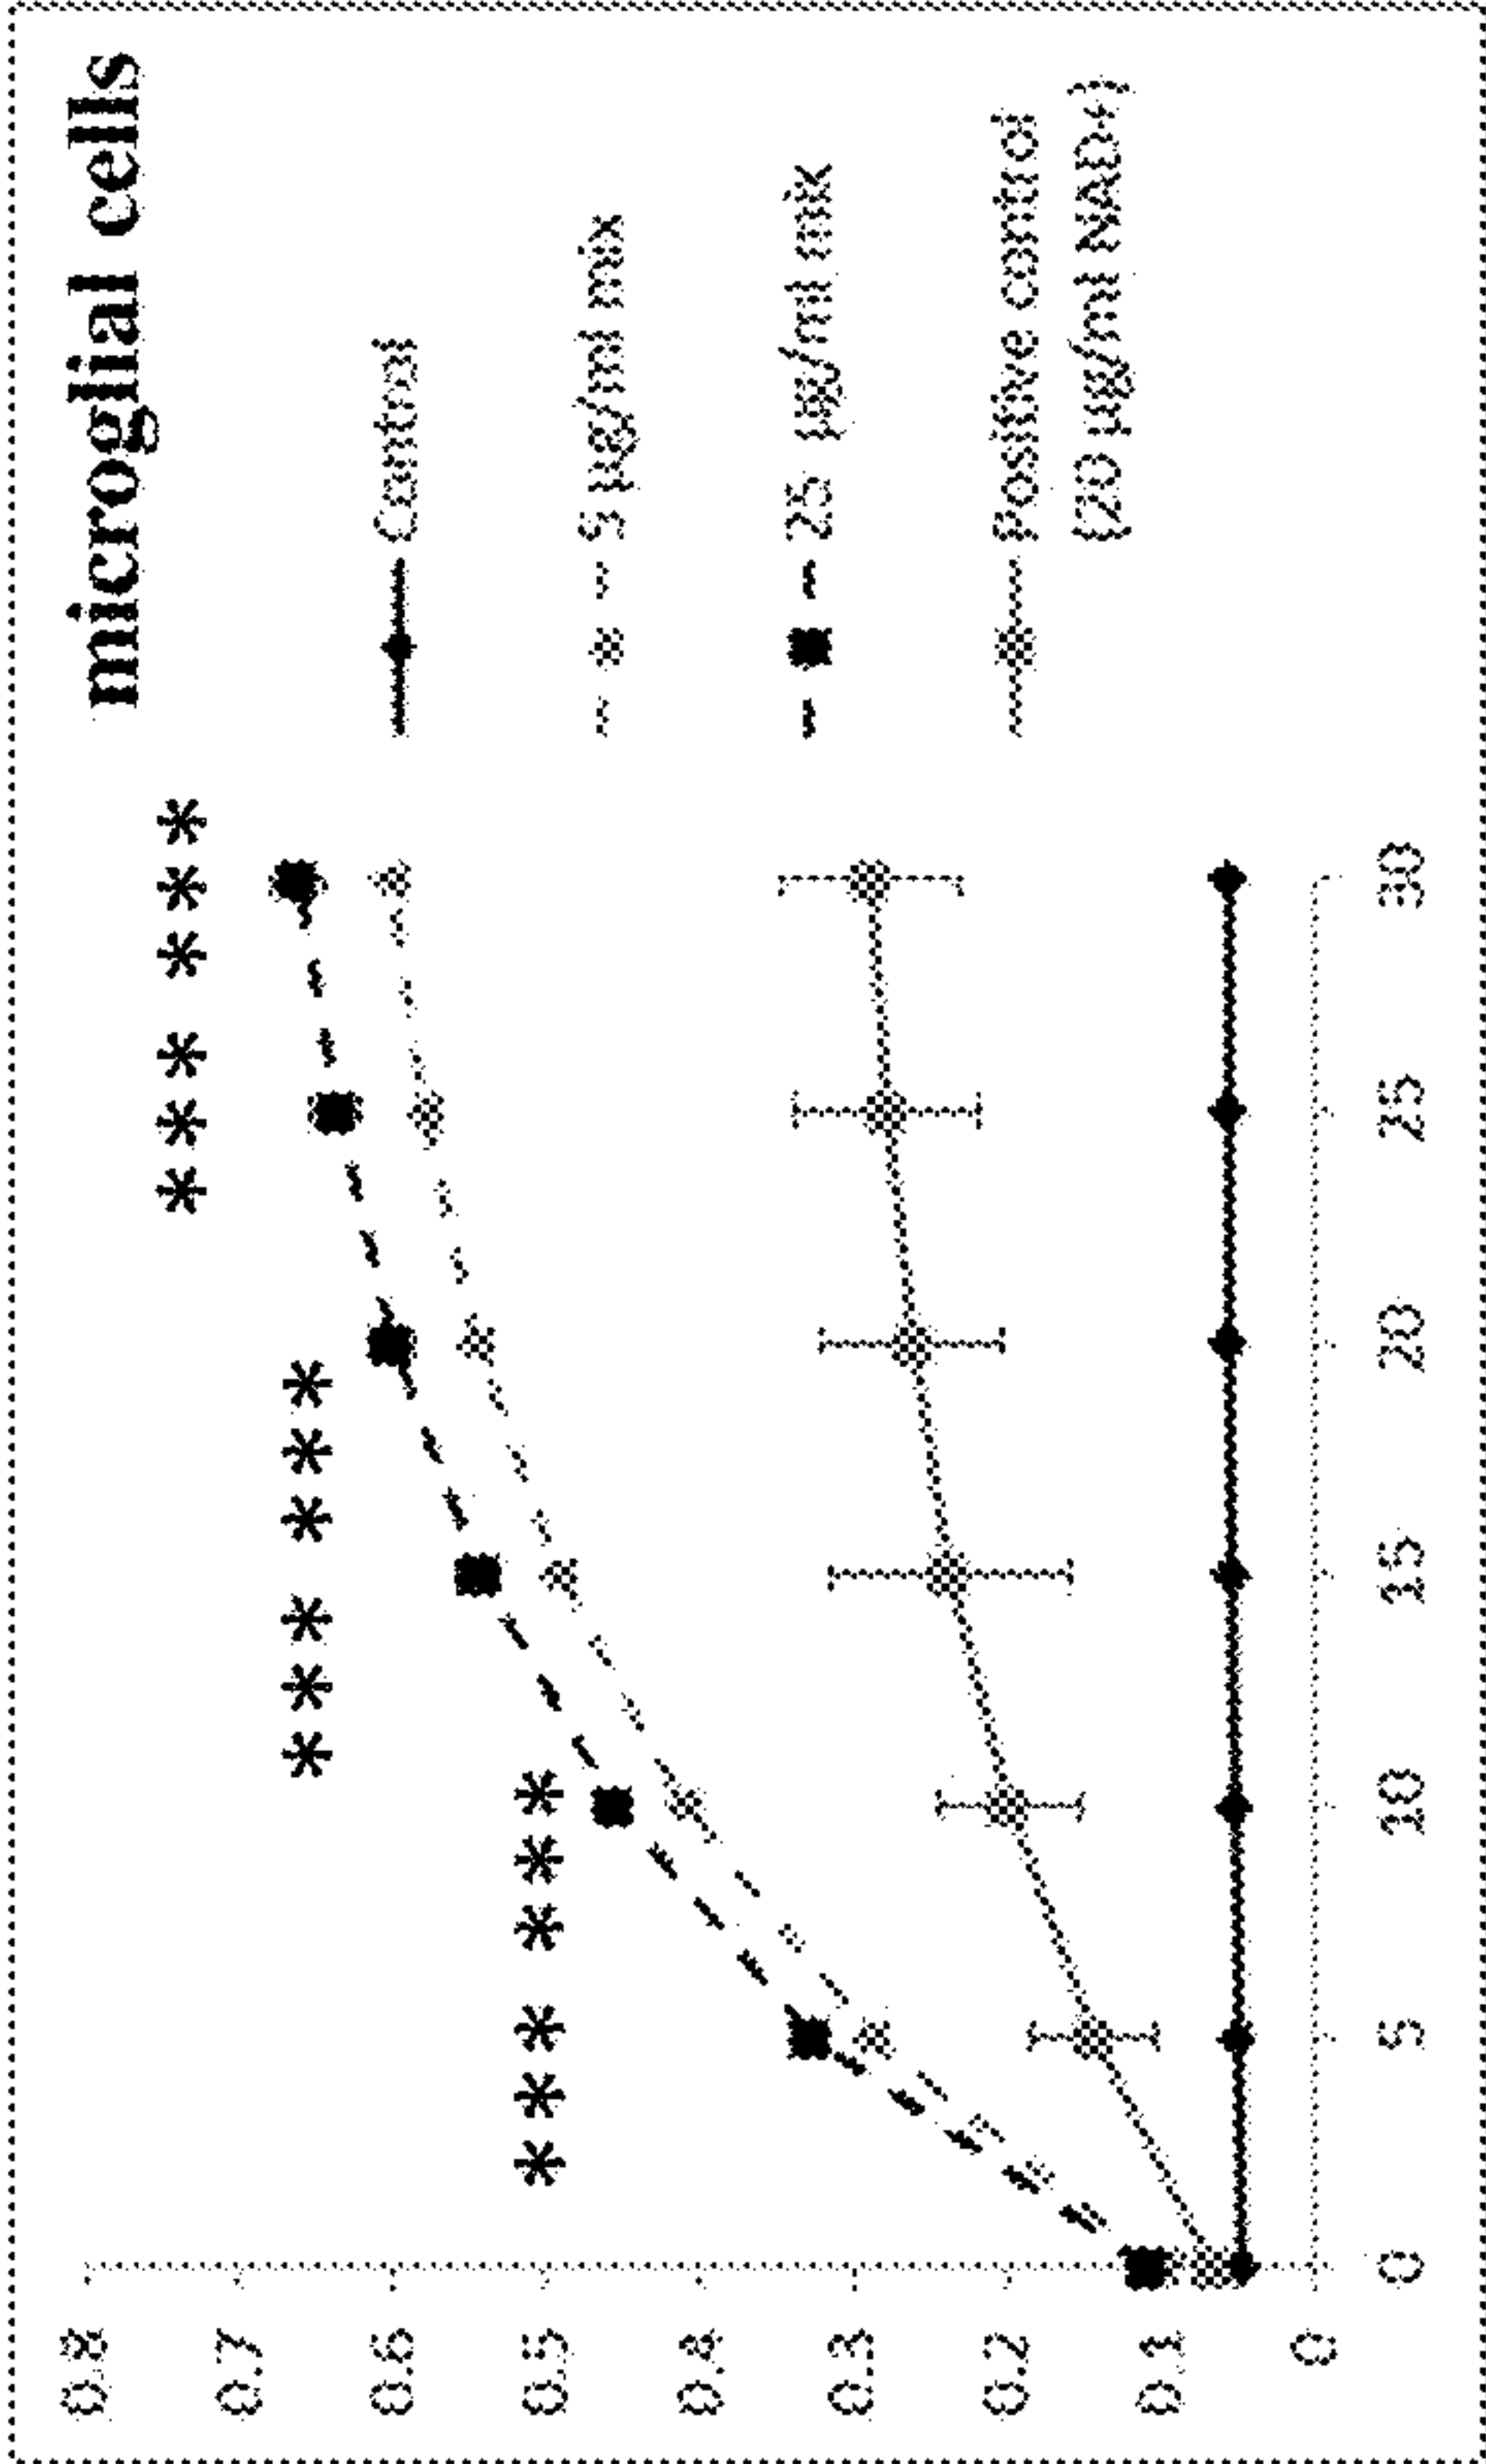 microglial cells
Control
5 µg/ml mix
25 µg/ml mix
Positive control
(20 µg/ml NAD+)
*** ***
*** ***
*** ***
0.8
0.7
0.6
0.5
0.4
0.3
0.2
0.1
0
0 5 10 15 20 25 30